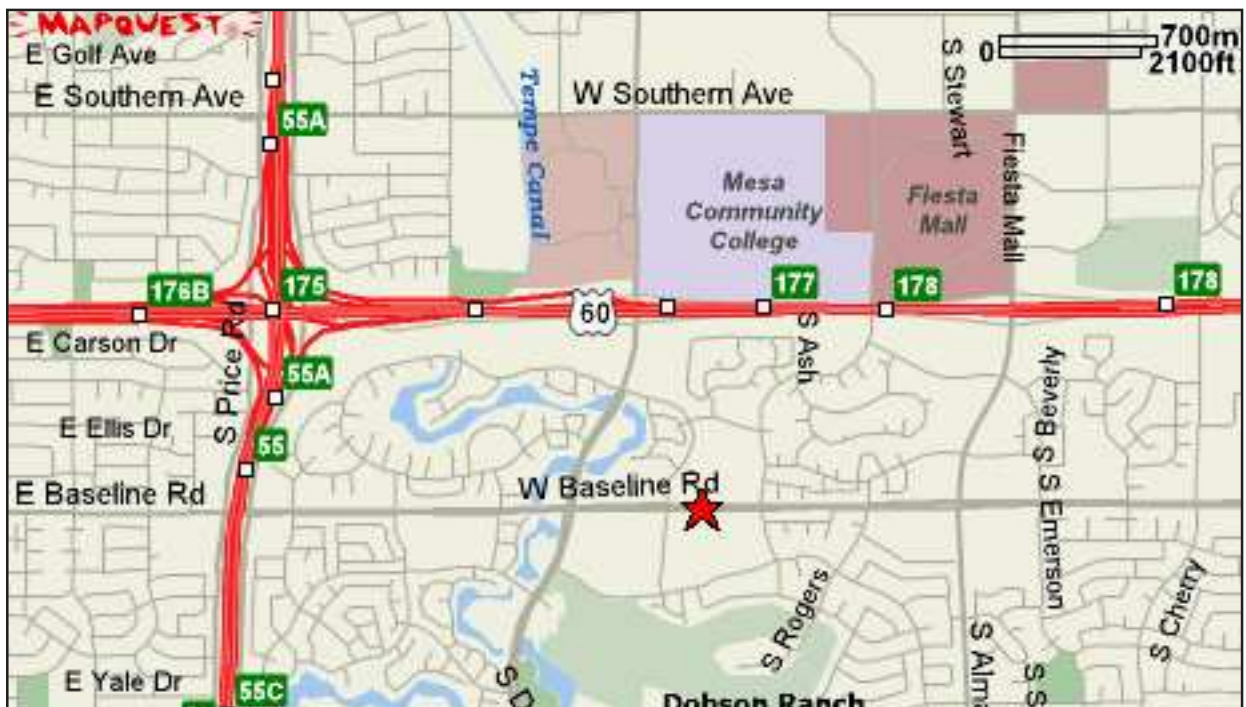 MAPQUEST
E Golf Ave
E Southern Ave
55A
Tempe Canal
W Southern Ave
S Stewart
0
700m
2100ft
Fiesta Mall
Mesa
Community
College
Fiesta
Mall
176B
175
177
178
178
60
E Carson Dr
S Price Rd
55A
S Ash
E Ellis Dr
55
S Beverly
E Baseline Rd
W Baseline Rd
S Emerson
S Rogers
S Cherry
E Yale Dr
55C
S D
Dobson Ranch
S Alma
S S